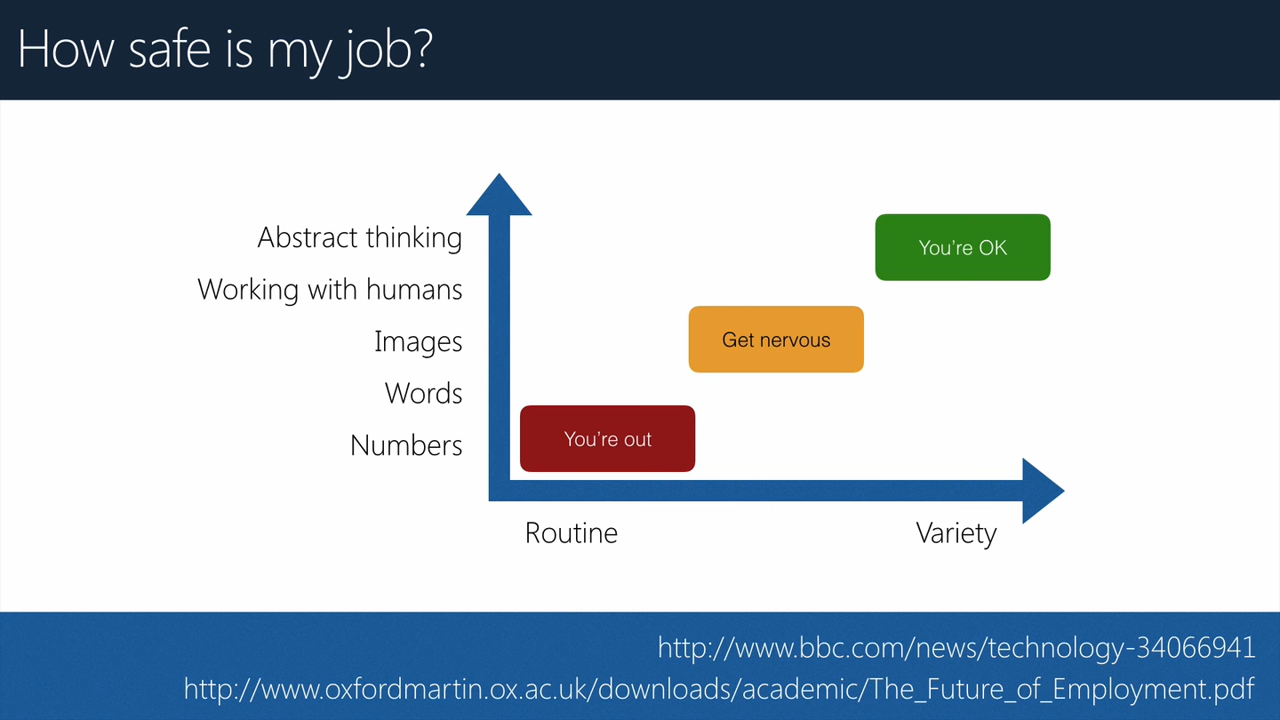 How safe is my job?
Abstract thinking
You're OK
Working with humans
Images
Get nervous
Words
Numbers
You're out
Routine
Variety
http://www.bbc.com/news/technology-34066941
http://www.oxfordmartin.ox.ac.uk/downloads/academic/The_Future_of_Employment.pdf